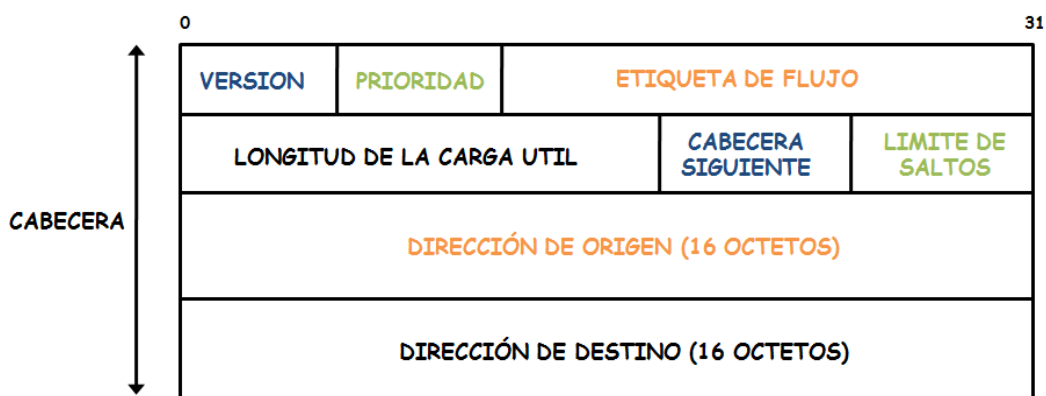 0 31
VERSION PRIORIDAD ETIQUETA DE FLUJO
LONGITUD DE LA CARGA UTIL
CABECERA
SIGUIENTE
LIMITE DE
SALTOS
CABECERA
DIRECCIÓN DE ORIGEN (16 OCTETOS)
DIRECCIÓN DE DESTINO (16 OCTETOS)